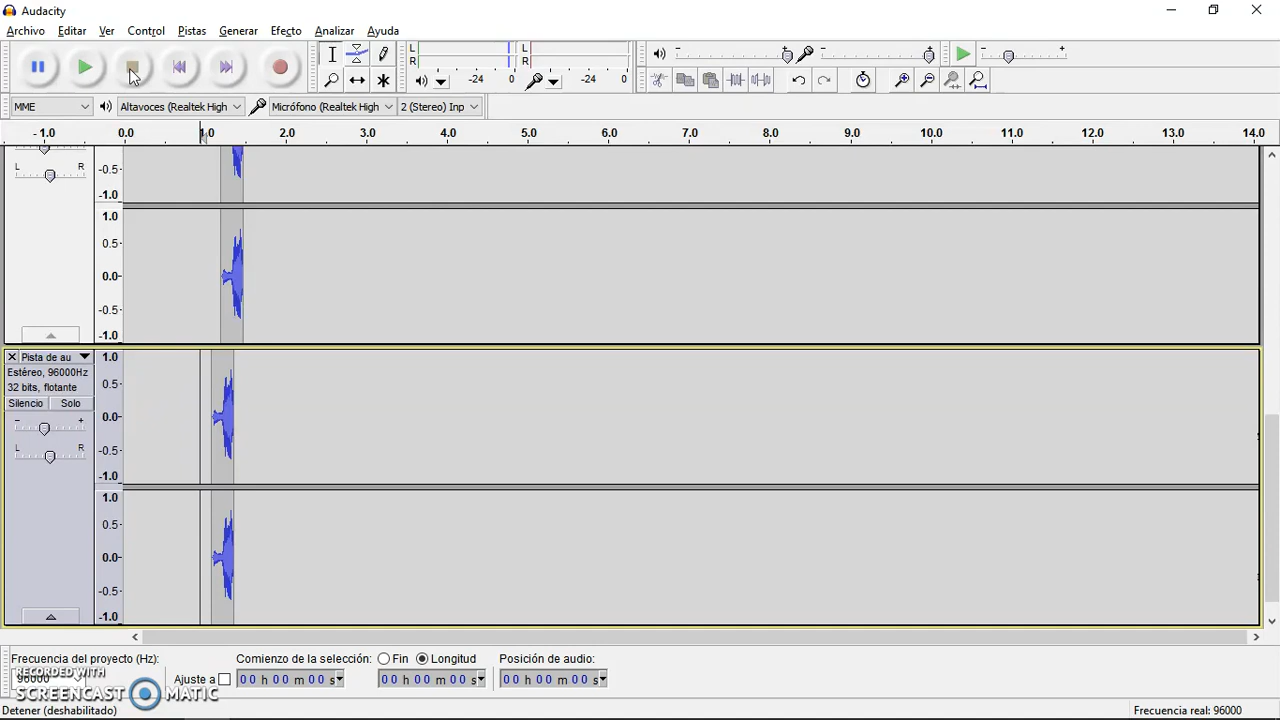 Audacity
Archivo Editar Ver Control Pistas Generar Efecto Analizar Ayuda
L
R
-24 0
L
R
-24 0
MME
Altavoces (Realtek High
Micrófono (Realtek High
2 (Stereo) Inp
- 1.0 0.0 1.0 2.0 3.0 4.0 5.0 6.0 7.0 8.0 9.0 10.0 11.0 12.0 13.0 14.0
L R
-0.5
-1.0
1.0
0.5
0.0
-0.5
-1.0
Pista de au
Estéreo, 96000Hz
32 bits, flotante
Silencio Solo
- +
L R
1.0
0.5
0.0
-0.5
-1.0
1.0
0.5
0.0
-0.5
-1.0
Frecuencia del proyecto (Hz):
96000
Ajuste a
Comienzo de la selección:
Fin
Longitud
Posición de audio:
00 h 00 m 00 s
00 h 00 m 00 s
00 h 00 m 00 s
RECORDED WITH
SCREENCAST MATIC
Detener (deshabilitado)
Frecuencia real: 96000